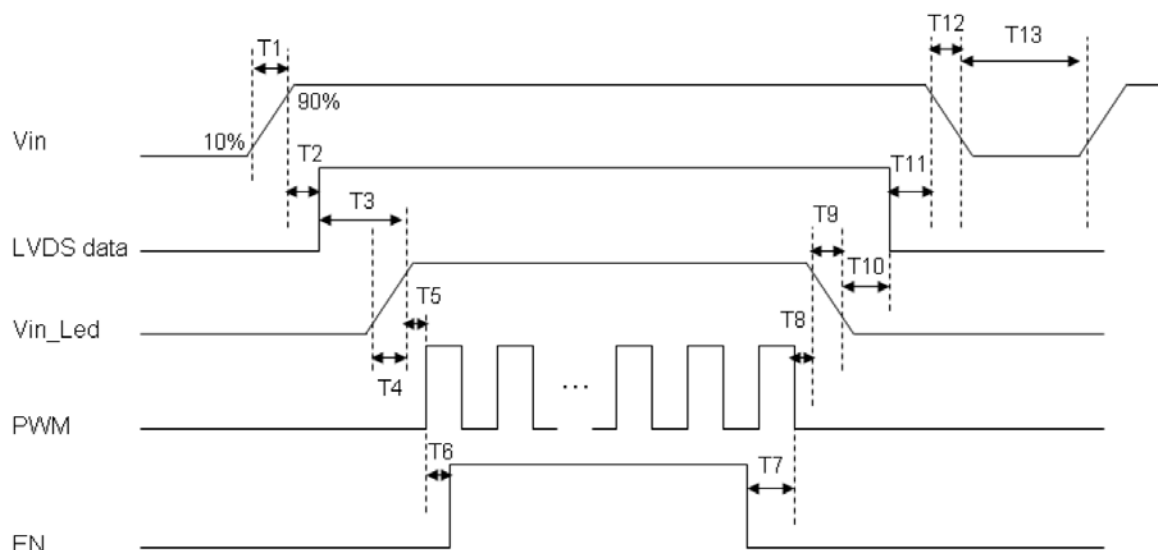 T12
T13
T1
90%
Vin
10%
T2
T11
T3
T9
LVDS data
T10
T5
Vin_Led
T8
T4
...
PWM
T6
T7
EN